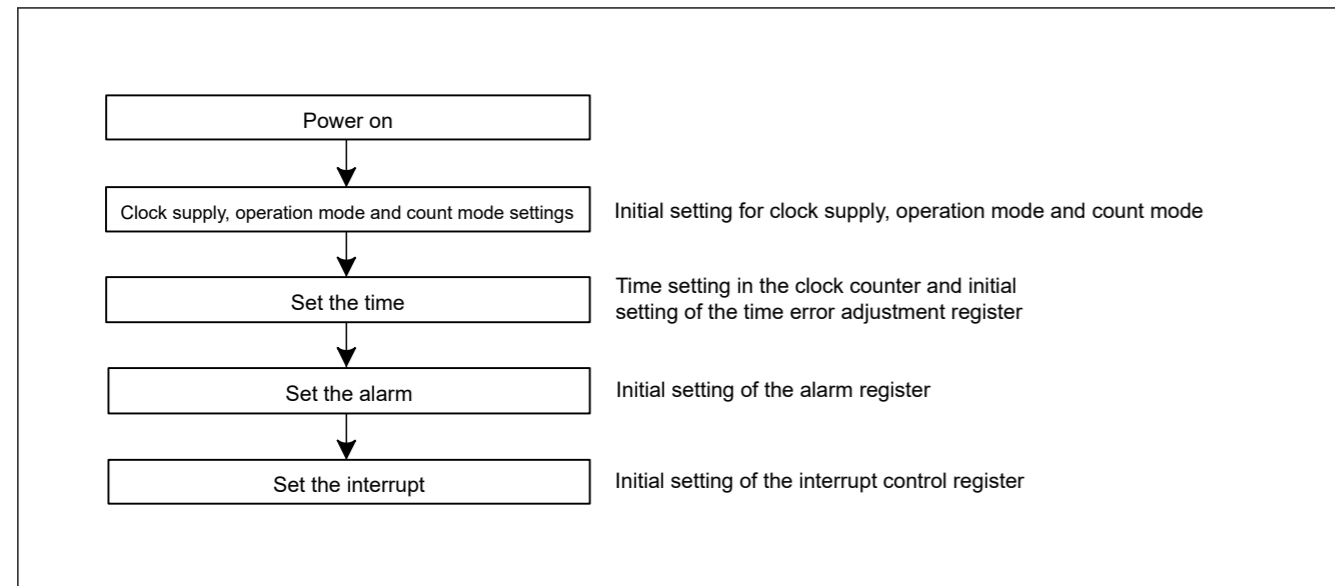 Power on
Clock supply, operation mode and count mode settings
Initial setting for clock supply, operation mode and count mode
Set the time
Time setting in the clock counter and initial
setting of the time error adjustment register
Set the alarm
Initial setting of the alarm register
Set the interrupt
Initial setting of the interrupt control register